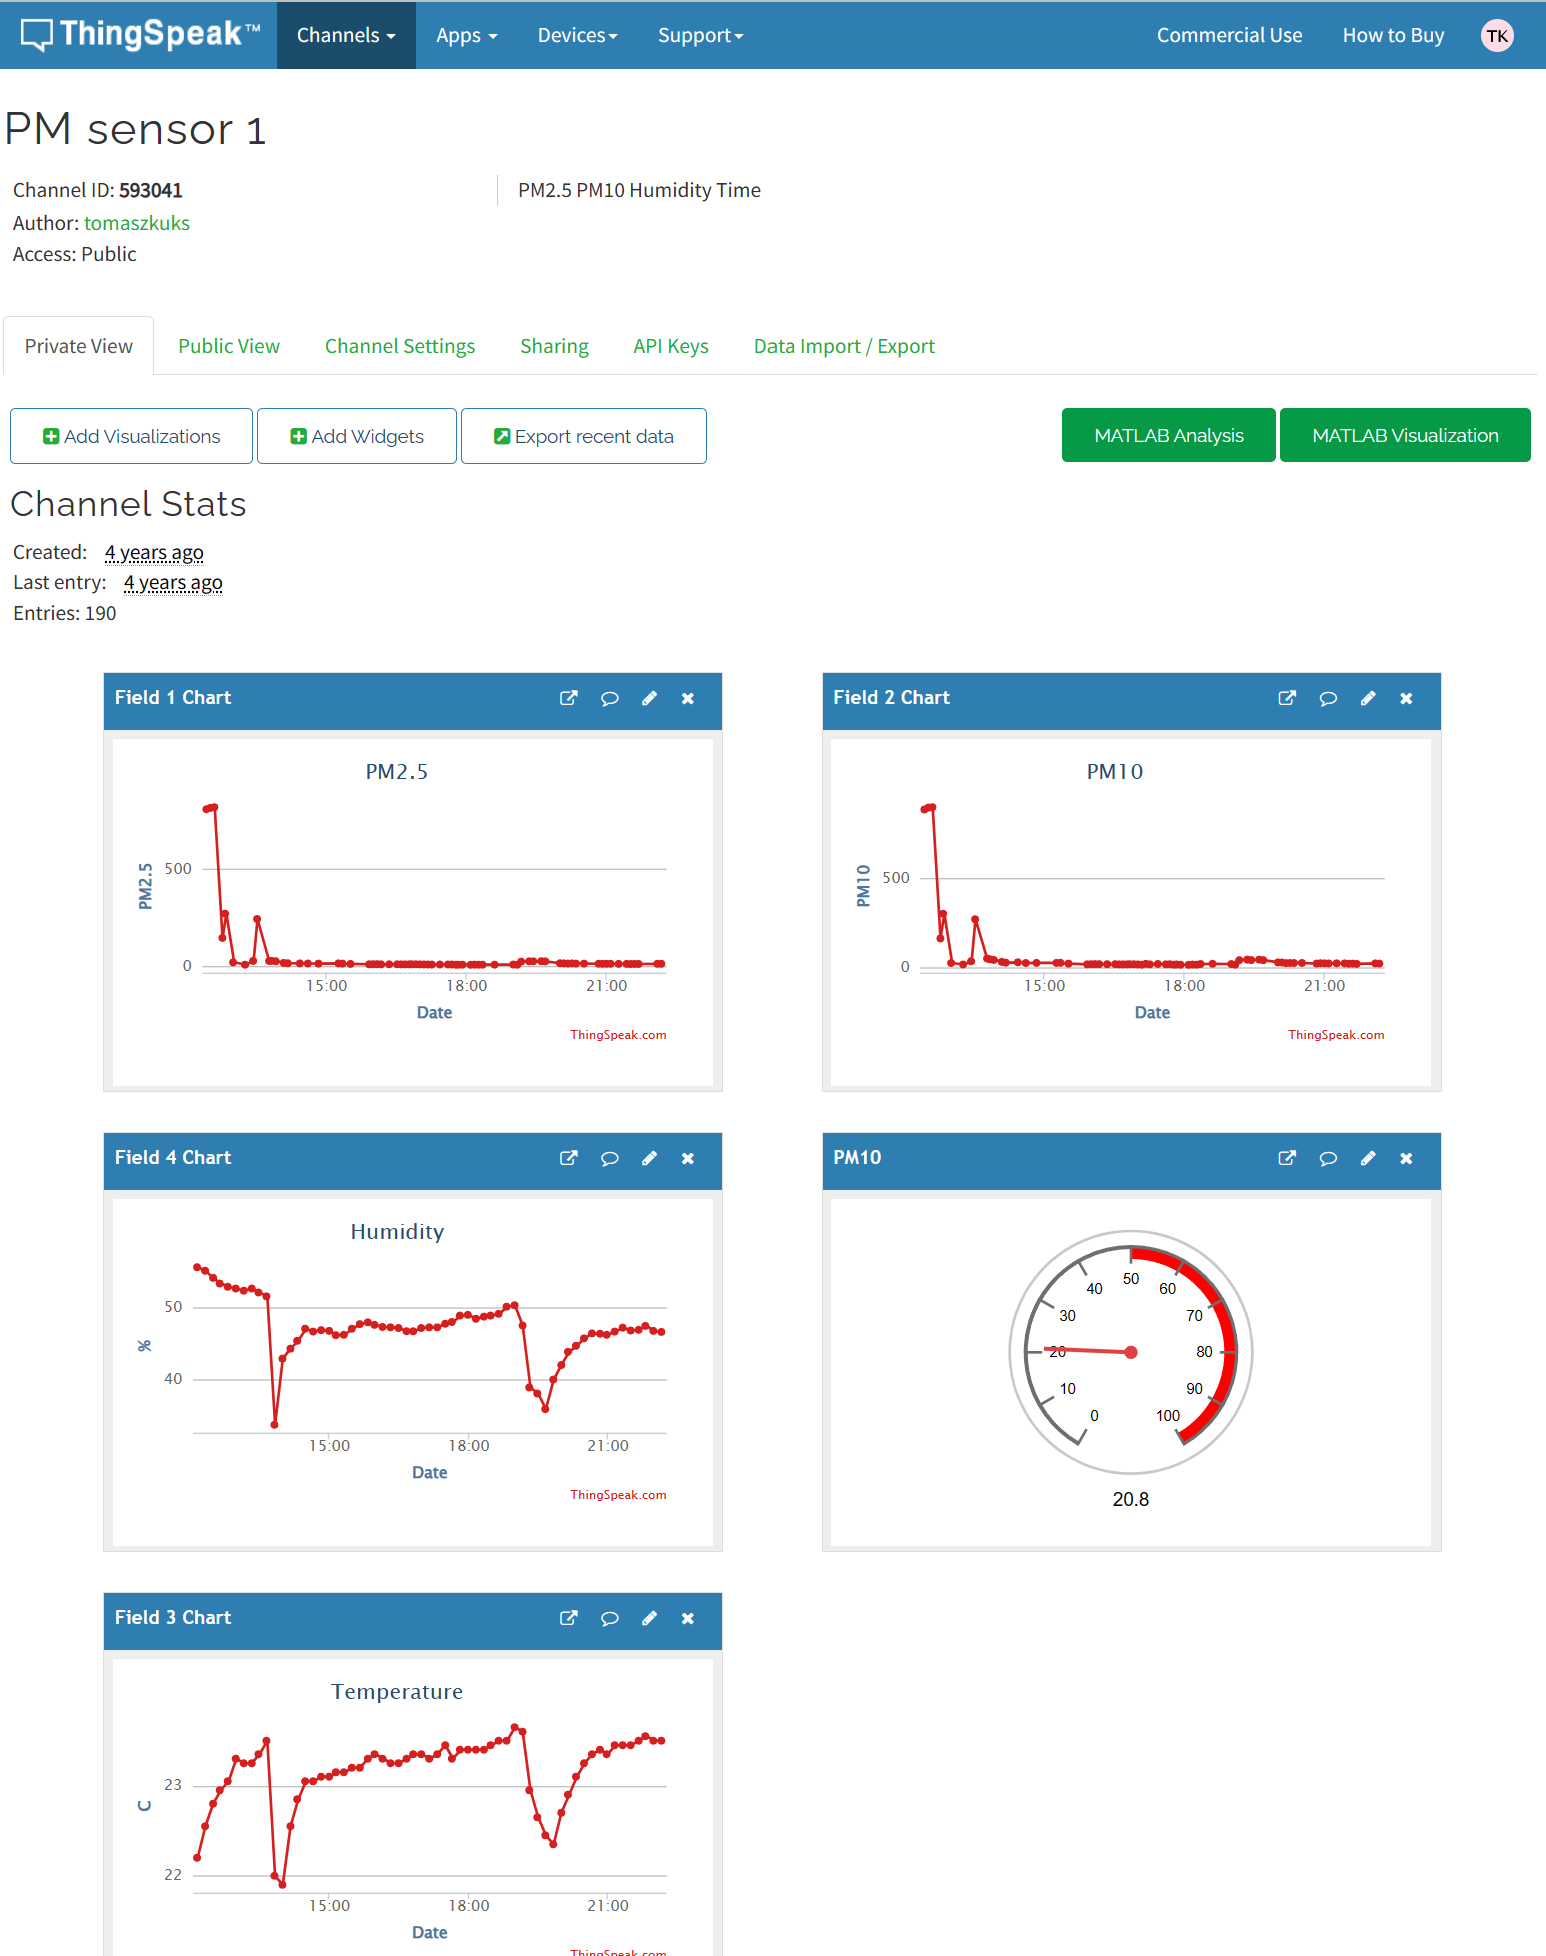 ThingSpeak™ Channels Apps Devices Support Commercial Use How to Buy TK
PM sensor 1
Channel ID: 593041
Author: tomaszkuks
Access: Public
PM2.5 PM10 Humidity Time
Private View Public View Channel Settings Sharing API Keys Data Import / Export
Add Visualizations Add Widgets Export recent data MATLAB Analysis MATLAB Visualization
Channel Stats
Created: 4 years ago
Last entry: 4 years ago
Entries: 190
Field 1 Chart
PM2.5
PM2.5
500
0
15:00 18:00 21:00
Date
ThingSpeak.com
Field 2 Chart
PM10
PM10
500
0
15:00 18:00 21:00
Date
ThingSpeak.com
Field 4 Chart
Humidity
%
50
40
15:00 18:00 21:00
Date
ThingSpeak.com
PM10
0
10
20
30
40
50
60
70
80
90
100
20.8
Field 3 Chart
Temperature
C
23
22
15:00 18:00 21:00
Date
ThingSpeak.com